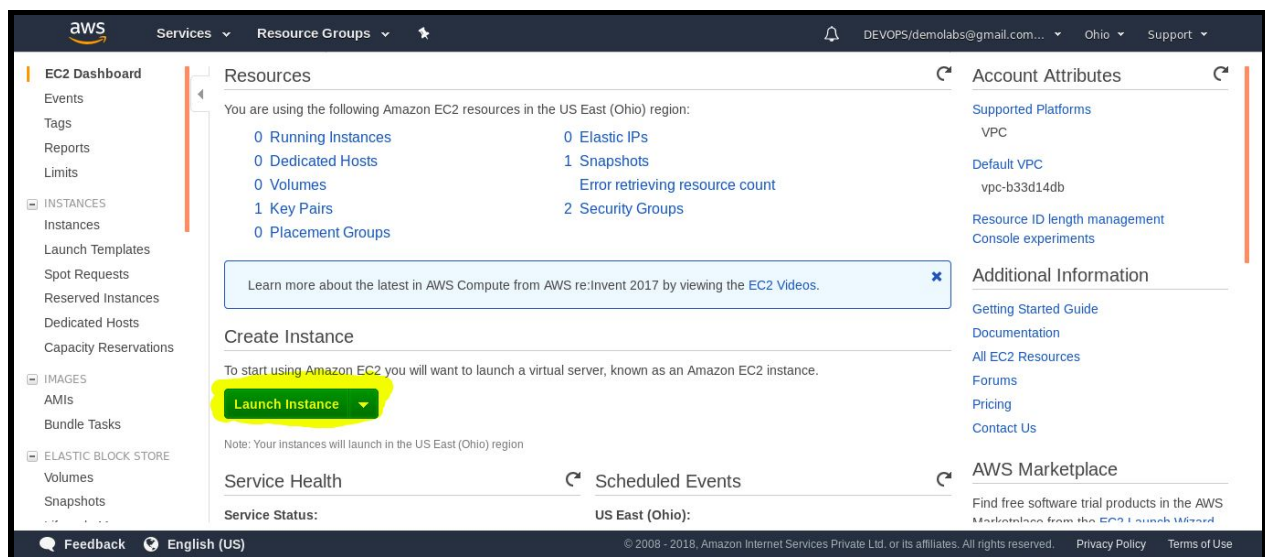 aws Services Resource Groups DEVOPS/demolabs@gmail.com... Ohio Support
EC2 Dashboard
Events
Tags
Reports
Limits
INSTANCES
Instances
Launch Templates
Spot Requests
Reserved Instances
Dedicated Hosts
Capacity Reservations
IMAGES
AMIs
Bundle Tasks
ELASTIC BLOCK STORE
Volumes
Snapshots
Resources
You are using the following Amazon EC2 resources in the US East (Ohio) region:
0 Running Instances
0 Dedicated Hosts
0 Volumes
1 Key Pairs
0 Placement Groups
0 Elastic IPs
1 Snapshots
Error retrieving resource count
2 Security Groups
Learn more about the latest in AWS Compute from AWS re:Invent 2017 by viewing the EC2 Videos.
Create Instance
To start using Amazon EC2 you will want to launch a virtual server, known as an Amazon EC2 instance.
Launch Instance
Note: Your instances will launch in the US East (Ohio) region
Service Health
Service Status:
Scheduled Events
US East (Ohio):
Account Attributes
Supported Platforms
VPC
Default VPC
vpc-b33d14db
Resource ID length management
Console experiments
Additional Information
Getting Started Guide
Documentation
All EC2 Resources
Forums
Pricing
Contact Us
AWS Marketplace
Find free software trial products in the AWS
Marketplace from the EC2 Launch Wizard
Feedback English (US) © 2008 - 2018, Amazon Internet Services Private Ltd. or its affiliates. All rights reserved. Privacy Policy Terms of Use